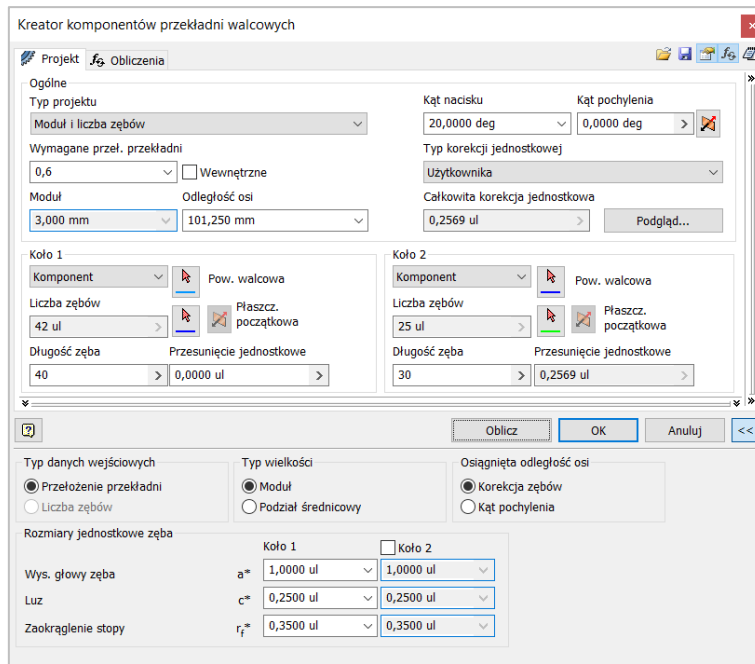 Kreator komponentów przekładni walcowych
Projekt
Obliczenia
Ogólne
Typ projektu
Moduł i liczba zębów
Kąt nacisku
Kąt pochylenia
20,0000 deg
0,0000 deg
Wymagane przeł. przekładni
0,6
Wewnętrzne
Typ korekcji jednostkowej
Użytkownika
Moduł
Odległość osi
3,000 mm
101,250 mm
Całkowita korekcja jednostkowa
0,2569 ul
Podgląd...
Koło 1
Komponent
Pow. walcowa
Liczba zębów
42 ul
Płaszcz.
początkowa
Długość zęba
Przesunięcie jednostkowe
40
0,0000 ul
Koło 2
Komponent
Pow. walcowa
Liczba zębów
25 ul
Płaszcz.
początkowa
Długość zęba
Przesunięcie jednostkowe
30
0,2569 ul
Oblicz
OK
Anuluj
<<
Typ danych wejściowych
Przełożenie przekładni
Liczba zębów
Typ wielkości
Moduł
Podział średnicowy
Osiągnięta odległość osi
Korekcja zębów
Kąt pochylenia
Rozmiary jednostkowe zęba
Koło 1
Koło 2
Wys. głowy zęba a* 1,0000 ul 1,0000 ul
Luz c* 0,2500 ul 0,2500 ul
Zaokrąglenie stopy rf* 0,3500 ul 0,3500 ul